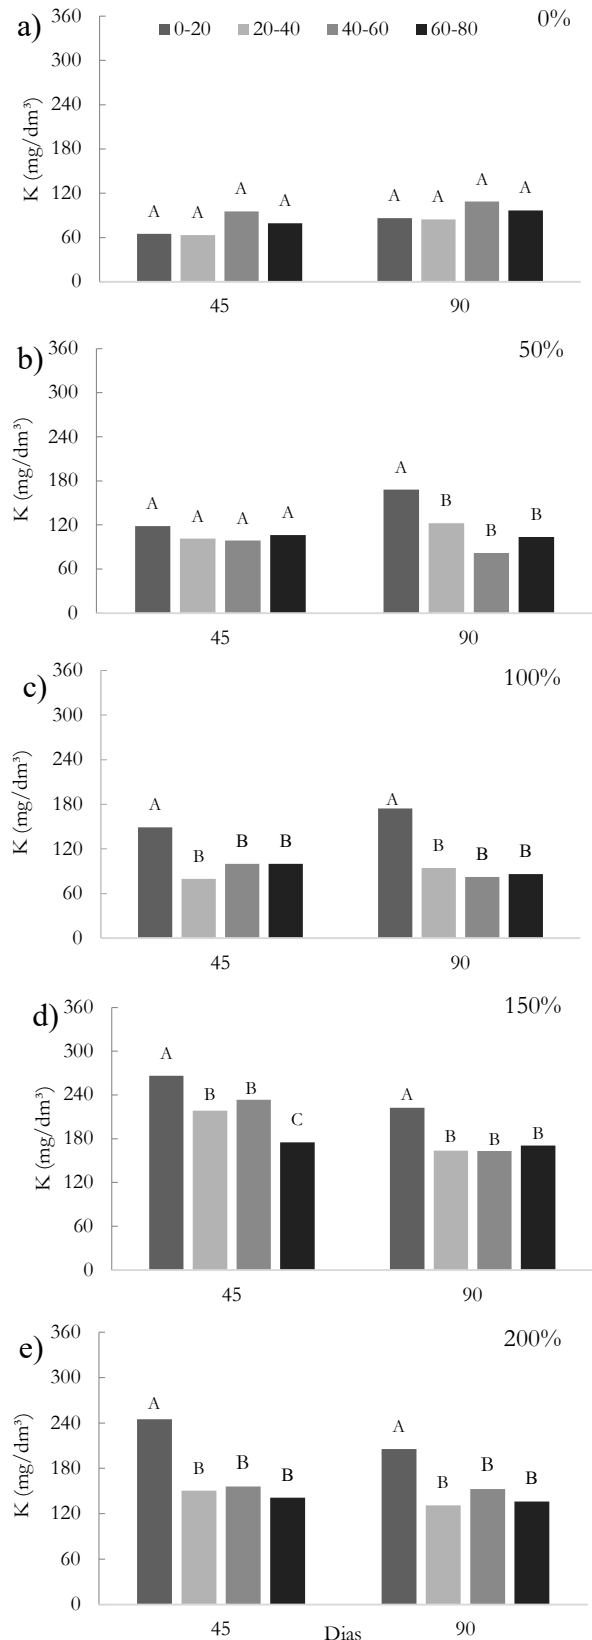 a) 360 0-20 20-40 40-60 60-80 0%
300
240
180
120
60
0
K (mg/dm³)
A A A A A A A A
45 90
b) 360 50%
300
240
180
120
60
0
K (mg/dm³)
A A A A A B B B
45 90
c) 360 100%
300
240
180
120
60
0
K (mg/dm³)
A B B B A B B B
45 90
d) 360 150%
300
240
180
120
60
0
K (mg/dm³)
A B B C A B B B
45 90
e) 360 200%
300
240
180
120
60
0
K (mg/dm³)
A B B B A B B B
45 Dias 90